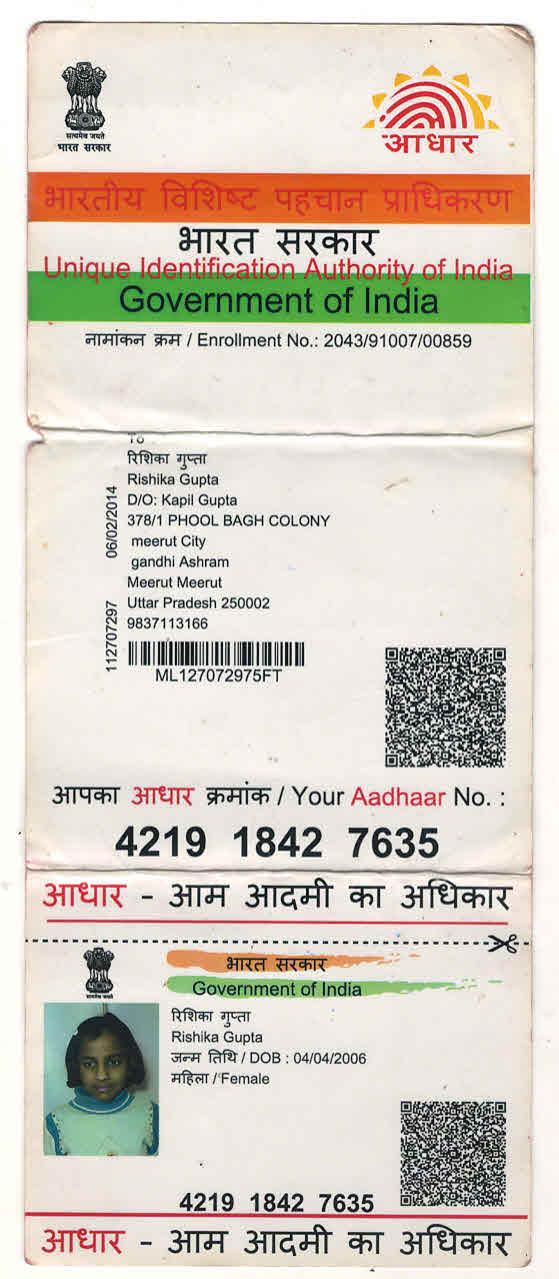 सत्यमेव जयते
भारत सरकार
आधार
भारतीय विशिष्ट पहचान प्राधिकरण
भारत सरकार
Unique Identification Authority of India
Government of India
नामांकन क्रम / Enrollment No.: 2043/91007/00859
To
रिशिका गुप्ता
Rishika Gupta
D/O: Kapil Gupta
378/1 PHOOL BAGH COLONY
meerut City
gandhi Ashram
Meerut Meerut
Uttar Pradesh 250002
9837113166
112707297 06/02/2014
ML127072975FT
आपका आधार क्रमांक / Your Aadhaar No. :
4219 1842 7635
आधार - आम आदमी का अधिकार
भारत सरकार
Government of India
सत्यमेव जयते
रिशिका गुप्ता
Rishika Gupta
जन्म तिथि / DOB : 04/04/2006
महिला / Female
4219 1842 7635
आधार - आम आदमी का अधिकार